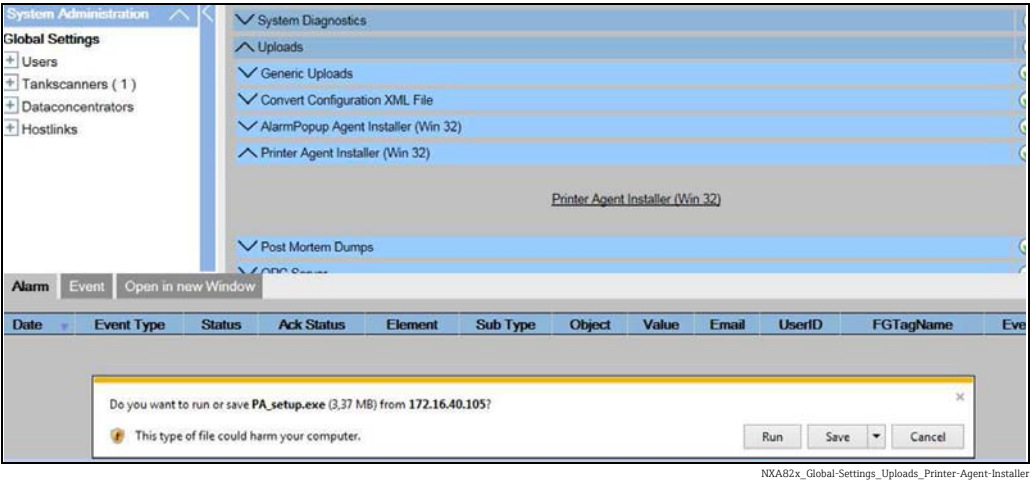 System Administration
Global Settings
Users
Tankscanners ( 1 )
Dataconcentrators
Hostlinks
System Diagnostics
Uploads
Generic Uploads
Convert Configuration XML File
AlarmPopup Agent Installer (Win 32)
Printer Agent Installer (Win 32)
Printer Agent Installer (Win 32)
Post Mortem Dumps
OPC Server
Alarm Event Open in new Window
Date Event Type Status Ack Status Element Sub Type Object Value Email UserID FGTagName Eve
Do you want to run or save PA_setup.exe (3,37 MB) from 172.16.40.105?
This type of file could harm your computer.
Run Save Cancel
NXA82x_Global-Settings_Uploads_Printer-Agent-Installer